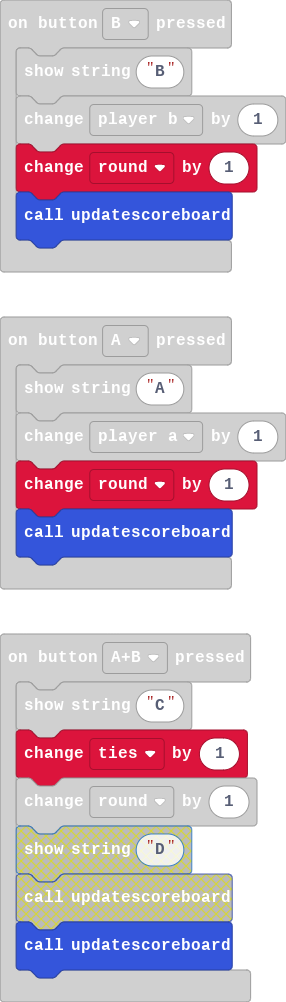 on button B pressed
show string "B"
change player b by 1
change round by 1
call updatescoreboard
on button A pressed
show string "A"
change player a by 1
change round by 1
call updatescoreboard
on button A+B pressed
show string "C"
change ties by 1
change round by 1
show string "D"
call updatescoreboard
call updatescoreboard